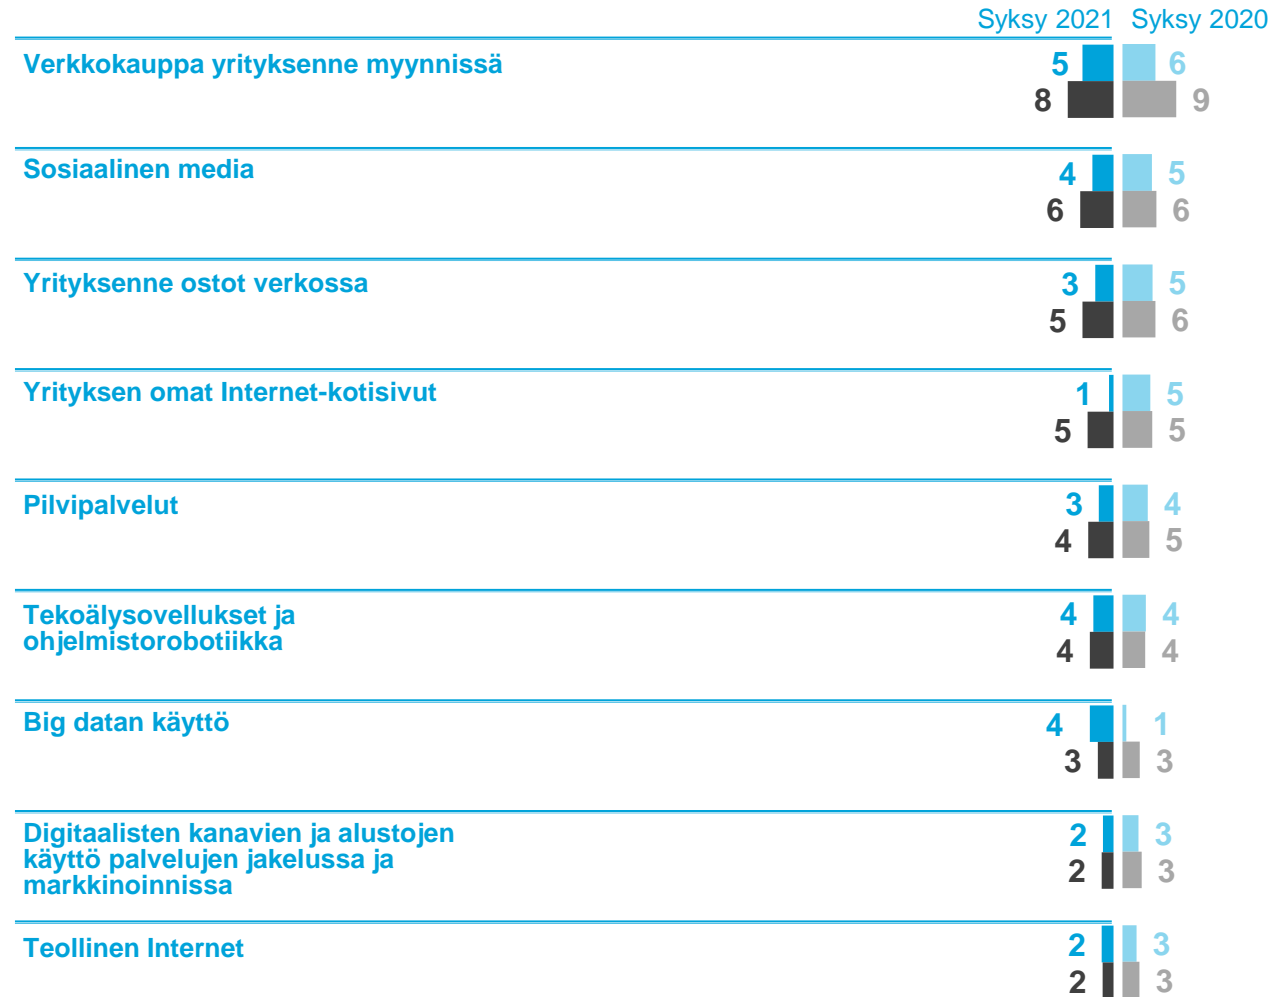 Syksy 2021 Syksy 2020
Verkkokauppa yrityksenne myynnissä
5 6
8 9
Sosiaalinen media
4 5
6 6
Yrityksenne ostot verkossa
3 5
5 6
Yrityksen omat Internet-kotisivut
1 5
5 5
Pilvipalvelut
3 4
4 5
Tekoälysovellukset ja
ohjelmistorobotiikka
4 4
4 4
Big datan käyttö
4 1
3 3
Digitaalisten kanavien ja alustojen
käyttö palvelujen jakelussa ja
markkinoinnissa
2 3
2 3
Teollinen Internet
2 3
2 3